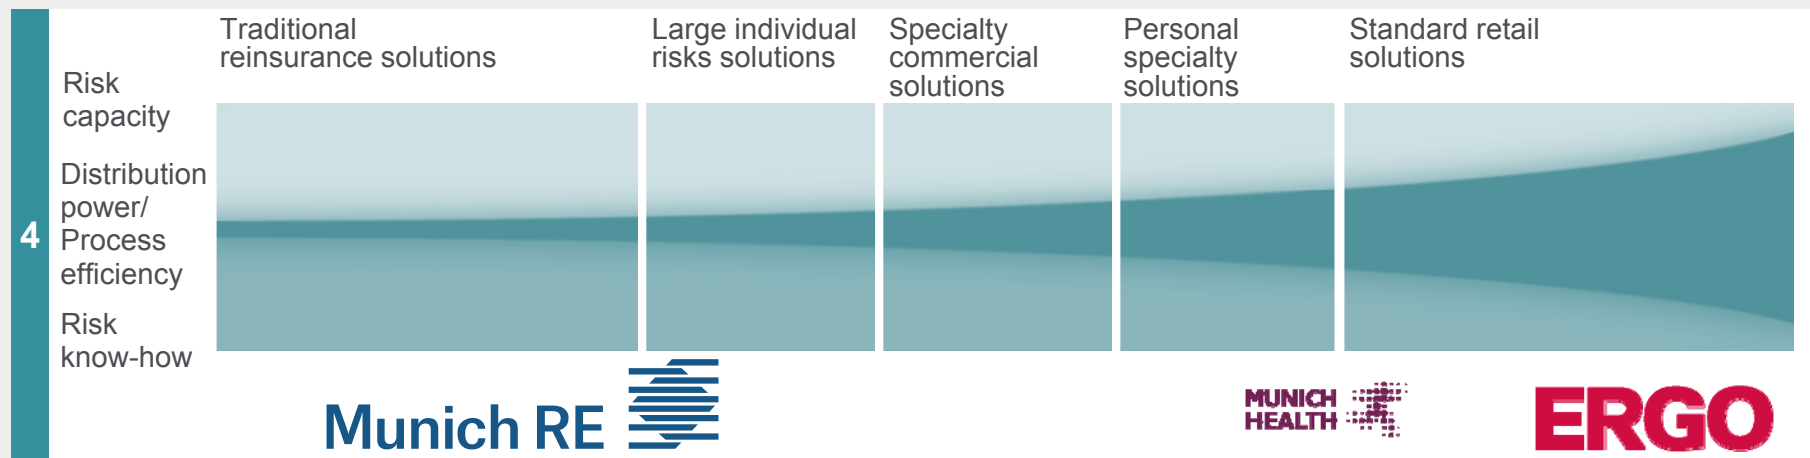 Traditional
reinsurance solutions
Large individual
risks solutions
Specialty
commercial
solutions
Personal
specialty
solutions
Standard retail
solutions
Risk
capacity
Distribution
power/
Process
efficiency
Risk
know-how
4
Munich RE
MUNICH
HEALTH
ERGO